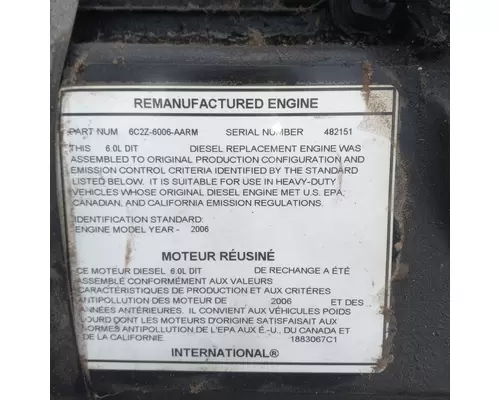 REMANUFACTURED ENGINE
PART NUM 6C2Z-6006-AARM SERIAL NUMBER 482151
THIS 6.0L DIT DIESEL REPLACEMENT ENGINE WAS
ASSEMBLED TO ORIGINAL PRODUCTION CONFIGURATION AND
EMISSION CONTROL CRITERIA IDENTIFIED BY THE STANDARD
LISTED BELOW. IT IS SUITABLE FOR USE IN HEAVY-DUTY
VEHICLES WHOSE ORIGINAL DIESEL ENGINE MET U.S. EPA,
CANADIAN, AND CALIFORNIA EMISSION REGULATIONS.
IDENTIFICATION STANDARD:
ENGINE MODEL YEAR - 2006
MOTEUR RÉUSINÉ
CE MOTEUR DIESEL 6.0L DIT DE RECHANGE A ÉTÉ
ASSEMBLÉ CONFORMÉMENT AUX VALEURS
CARACTÉRISTIQUES DE PRODUCTION ET AUX CRITÈRES
ANTIPOLLUTION DES MOTEUR DE 2006 ET DES
ANNÉES ANTÉRIEURES. IL CONVIENT AUX VÉHICULES POIDS
LOURD DONT LES MOTEURS D'ORIGINE SATISFAISAIT AUX
NORMES ANTIPOLLUTION DE L'EPA AUX É.-U., DU CANADA ET
DE LA CALIFORNIE. 1883067C1
INTERNATIONAL®